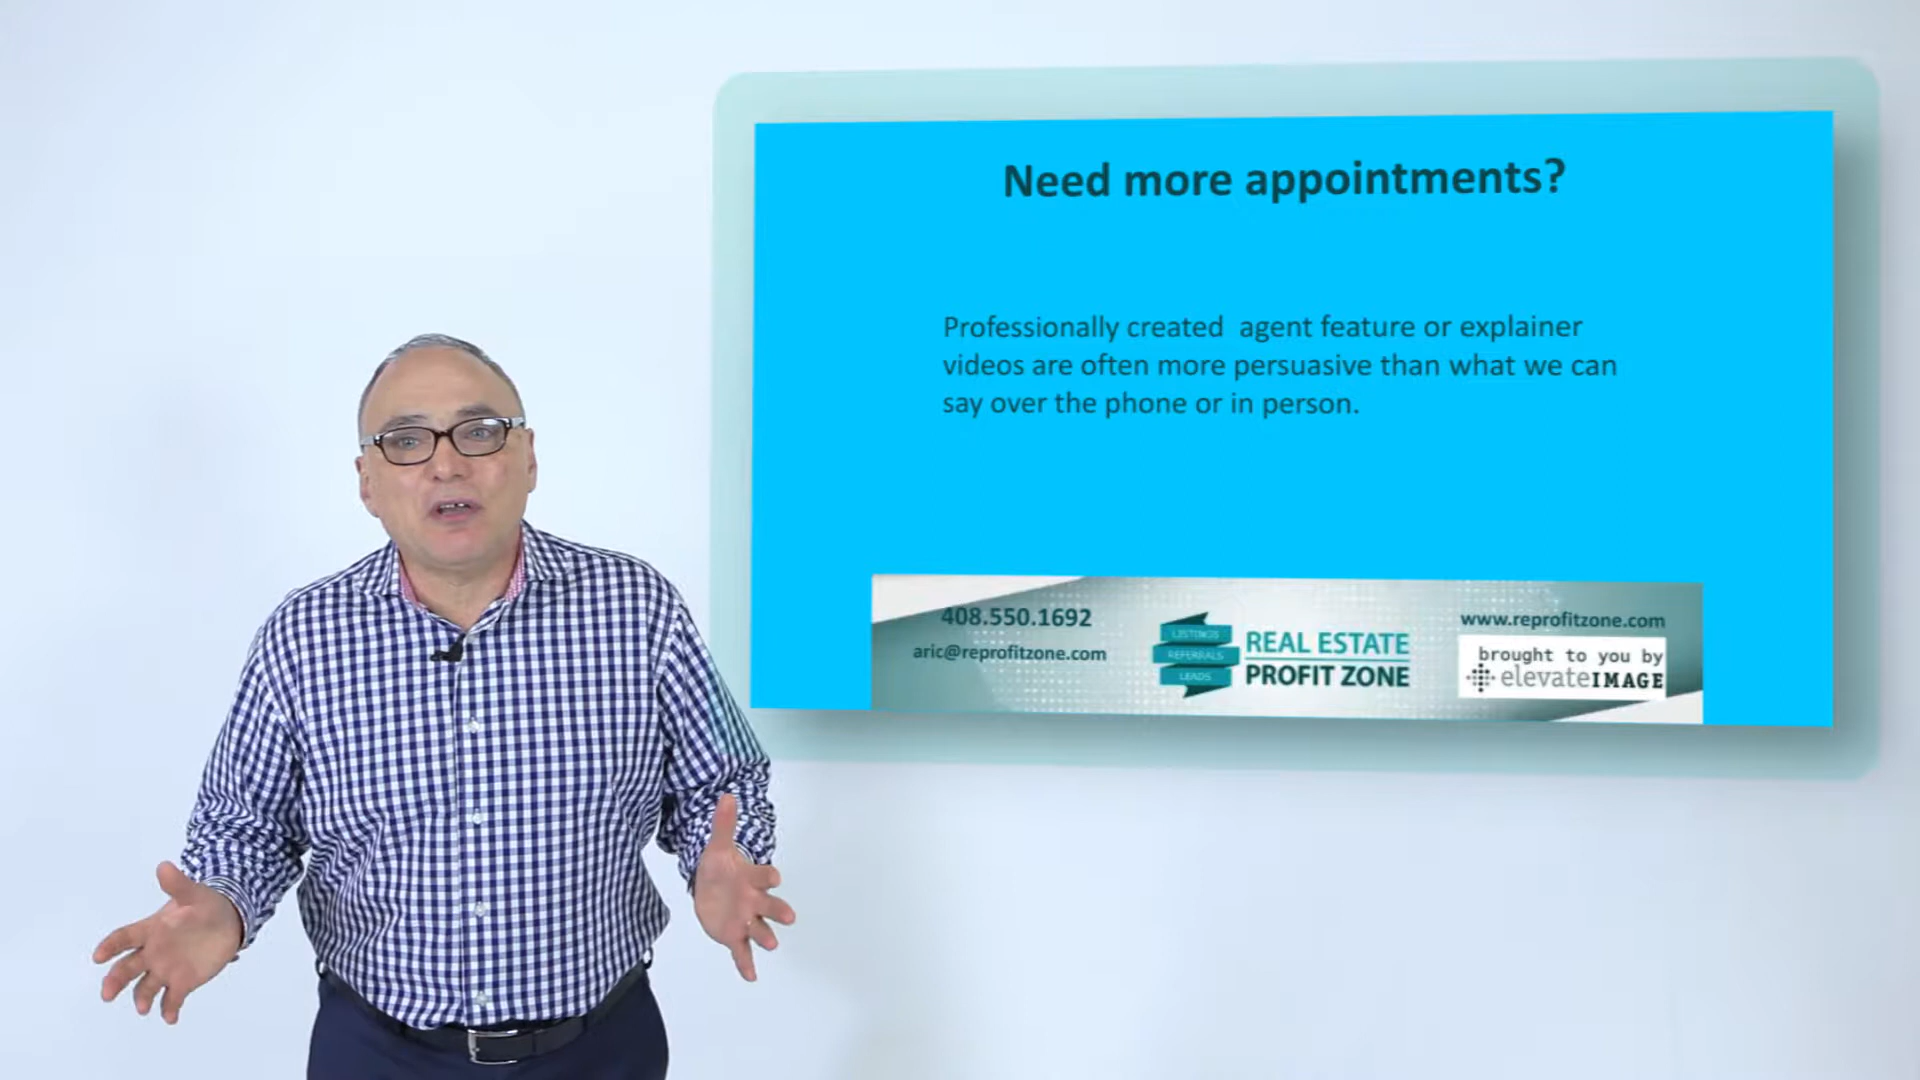 Need more appointments?
Professionally created  agent feature or explainer
videos are often more persuasive than what we can
say over the phone or in person.
408.550.1692
aric@reprofitzone.com
LISTINGS
REFERRALS
LEADS
REAL ESTATE
PROFIT ZONE
www.reprofitzone.com
brought to you by
elevateIMAGE